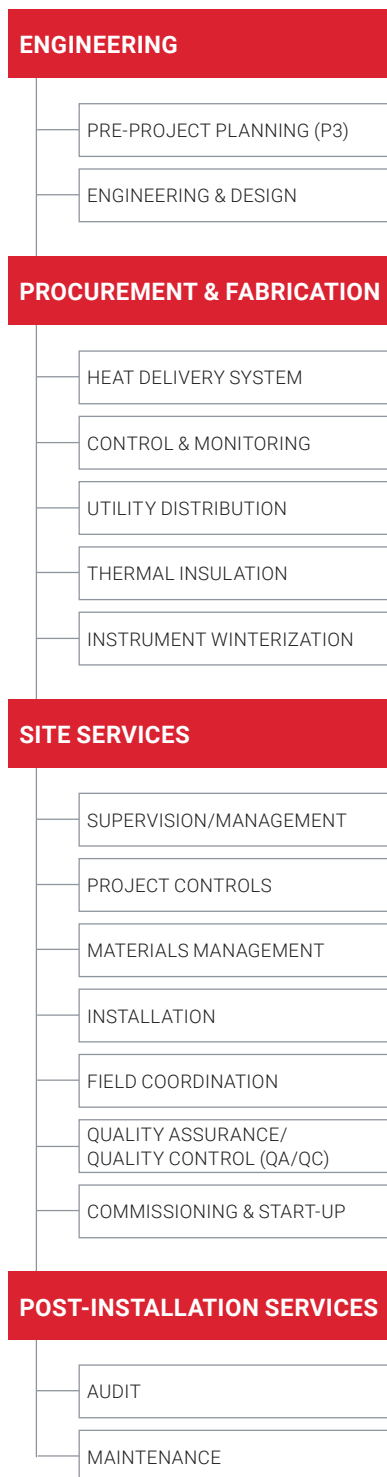 ENGINEERING
PRE-PROJECT PLANNING (P3)
ENGINEERING & DESIGN
PROCUREMENT & FABRICATION
HEAT DELIVERY SYSTEM
CONTROL & MONITORING
UTILITY DISTRIBUTION
THERMAL INSULATION
INSTRUMENT WINTERIZATION
SITE SERVICES
SUPERVISION/MANAGEMENT
PROJECT CONTROLS
MATERIALS MANAGEMENT
INSTALLATION
FIELD COORDINATION
QUALITY ASSURANCE/
QUALITY CONTROL (QA/QC)
COMMISSIONING & START-UP
POST-INSTALLATION SERVICES
AUDIT
MAINTENANCE